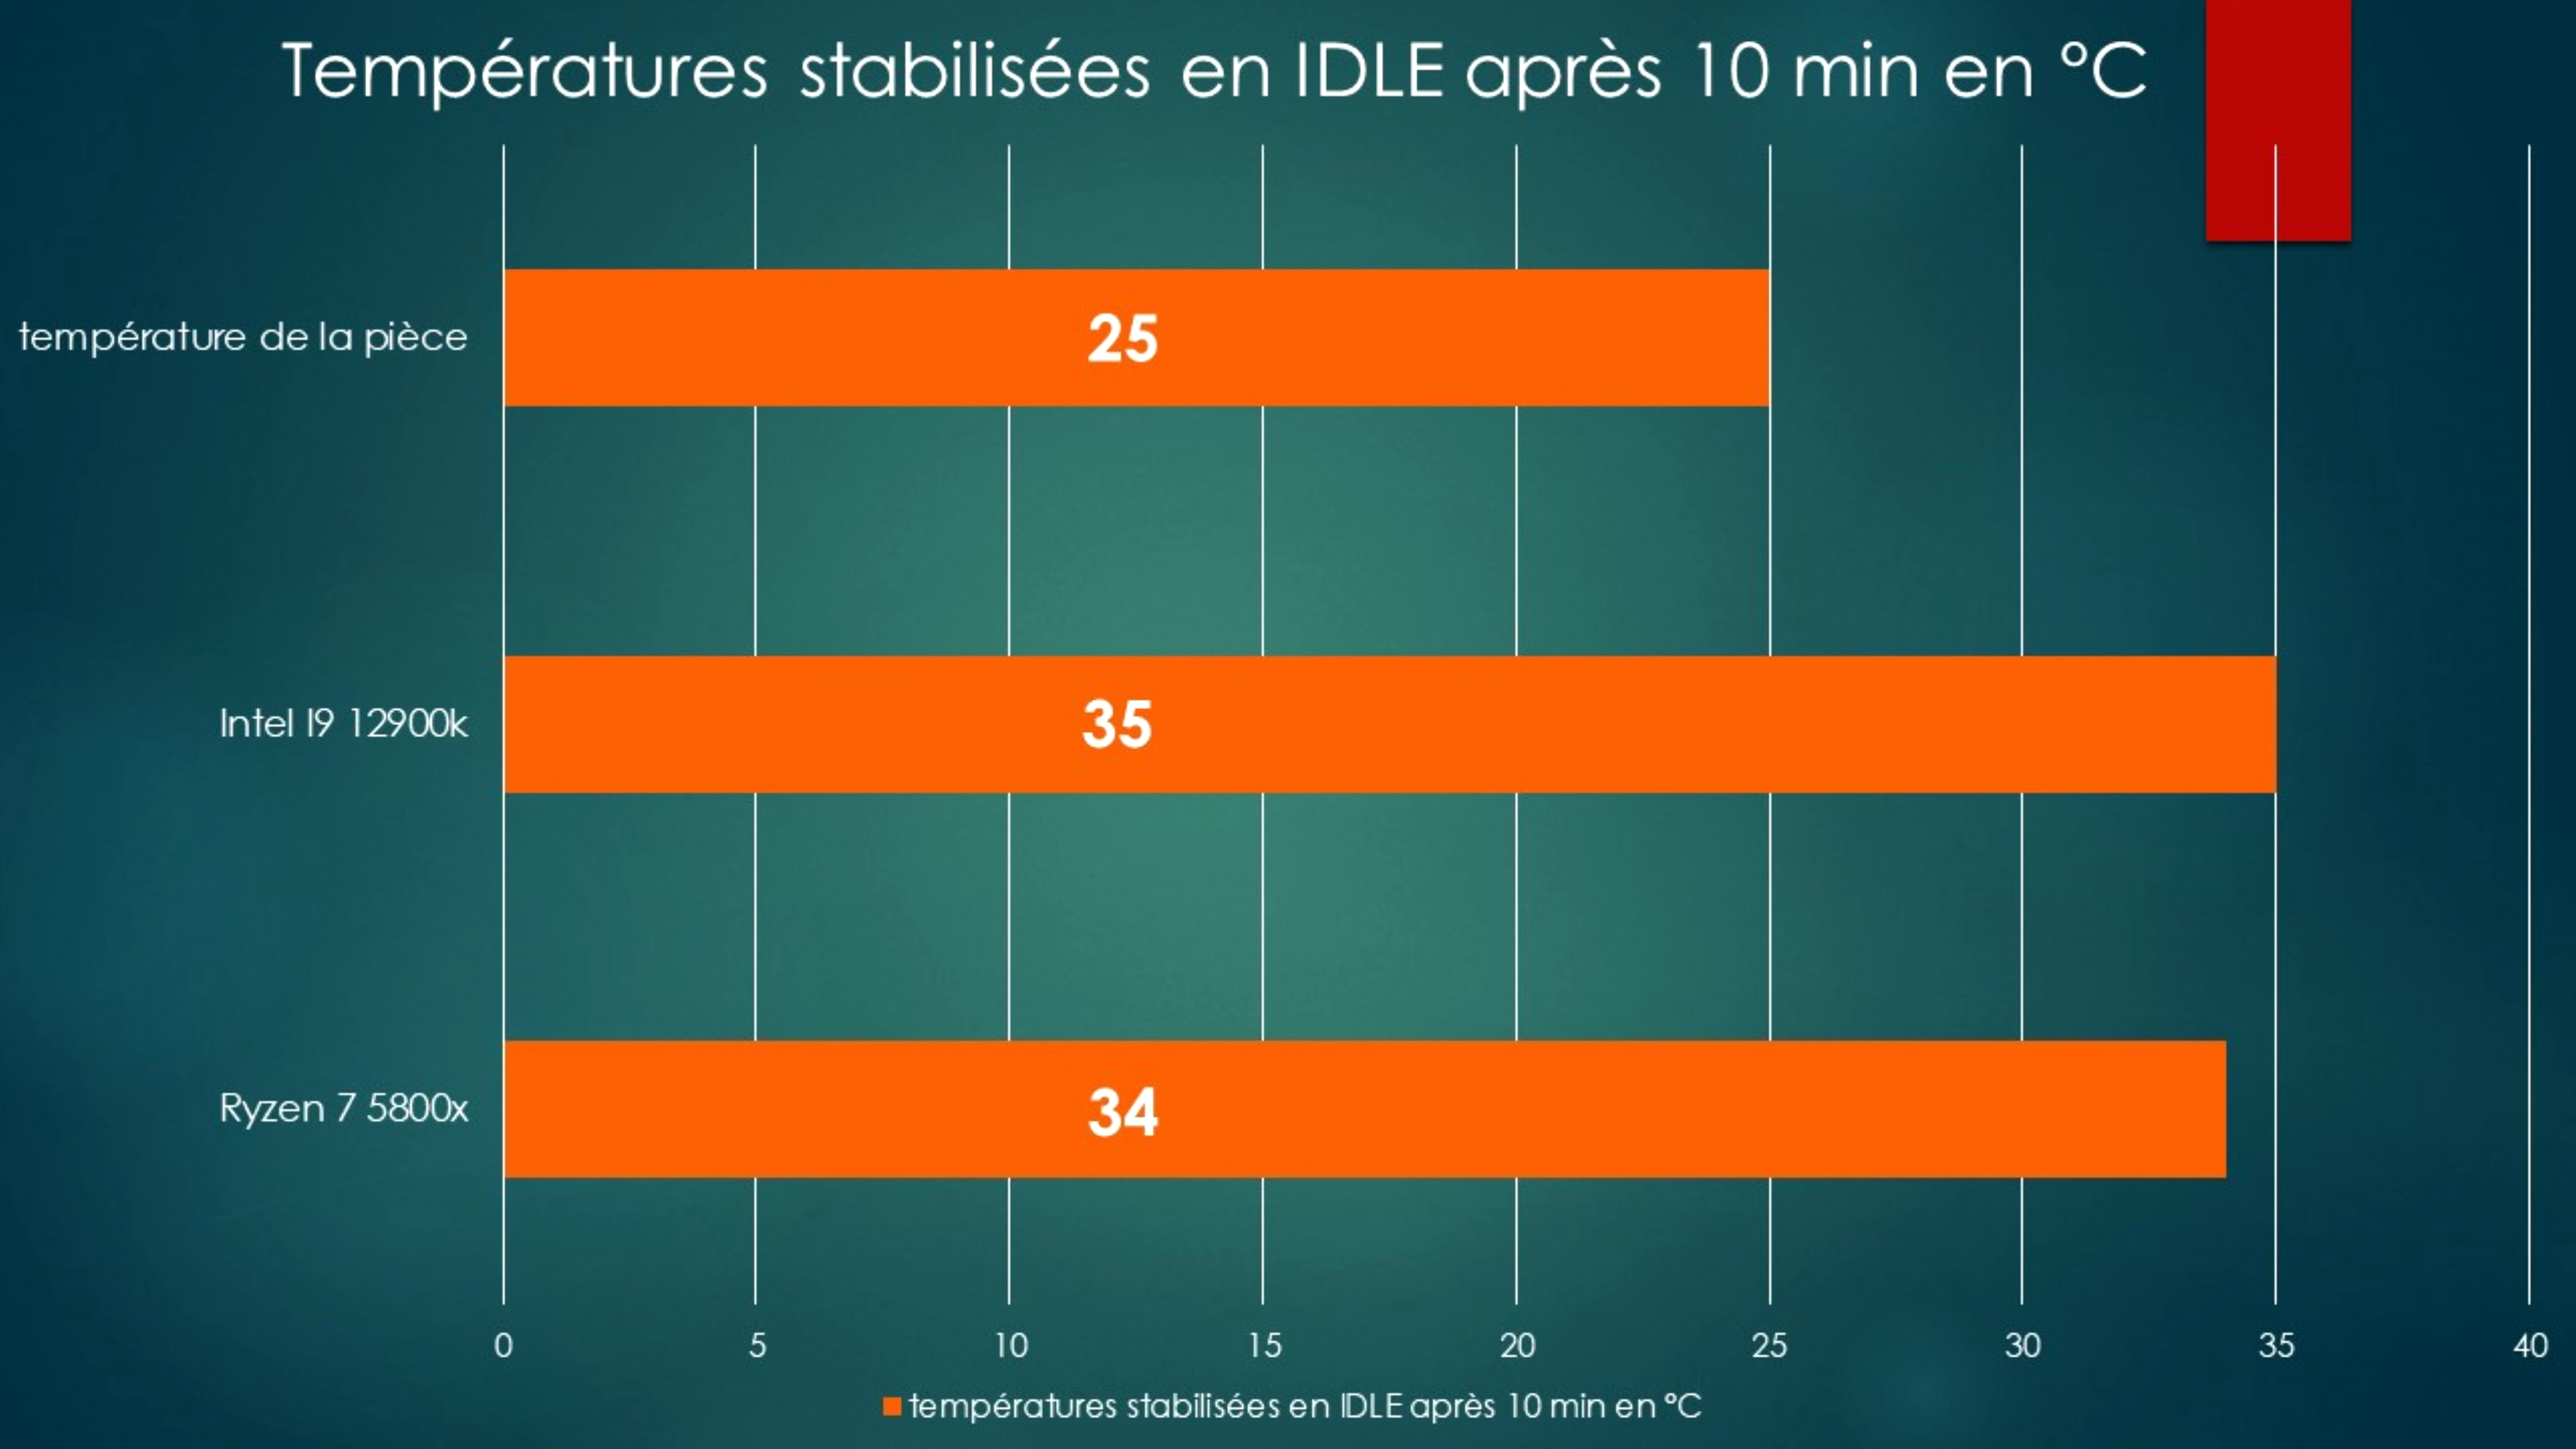 Températures stabilisées en IDLE après 10 min en °C
température de la pièce
25
Intel I9 12900k
35
Ryzen 7 5800x
34
0 5 10 15 20 25 30 35 40
températures stabilisées en IDLE après 10 min en °C